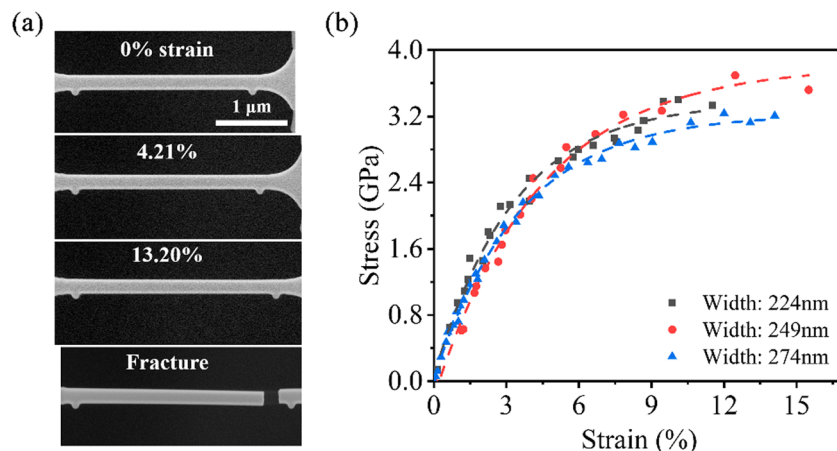 (a)
0% strain
1 µm
4.21%
13.20%
Fracture
(b)
4.0
3.2
2.4
1.6
0.8
0.0
0
3
6
9
12
15
Stress (GPa)
Strain (%)
Width: 224nm
Width: 249nm
Width: 274nm